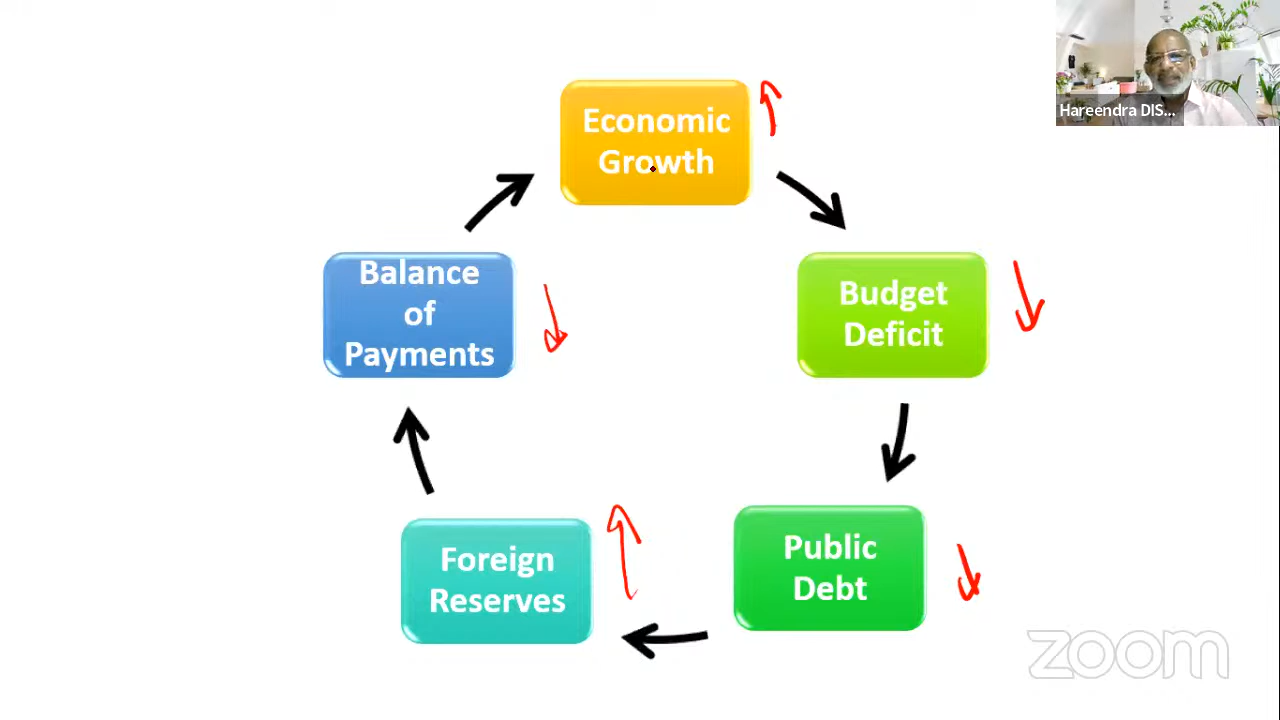 Economic
Growth
Hareendra DIS...
Balance
of
Payments
Budget
Deficit
Foreign
Reserves
Public
Debt
zoom